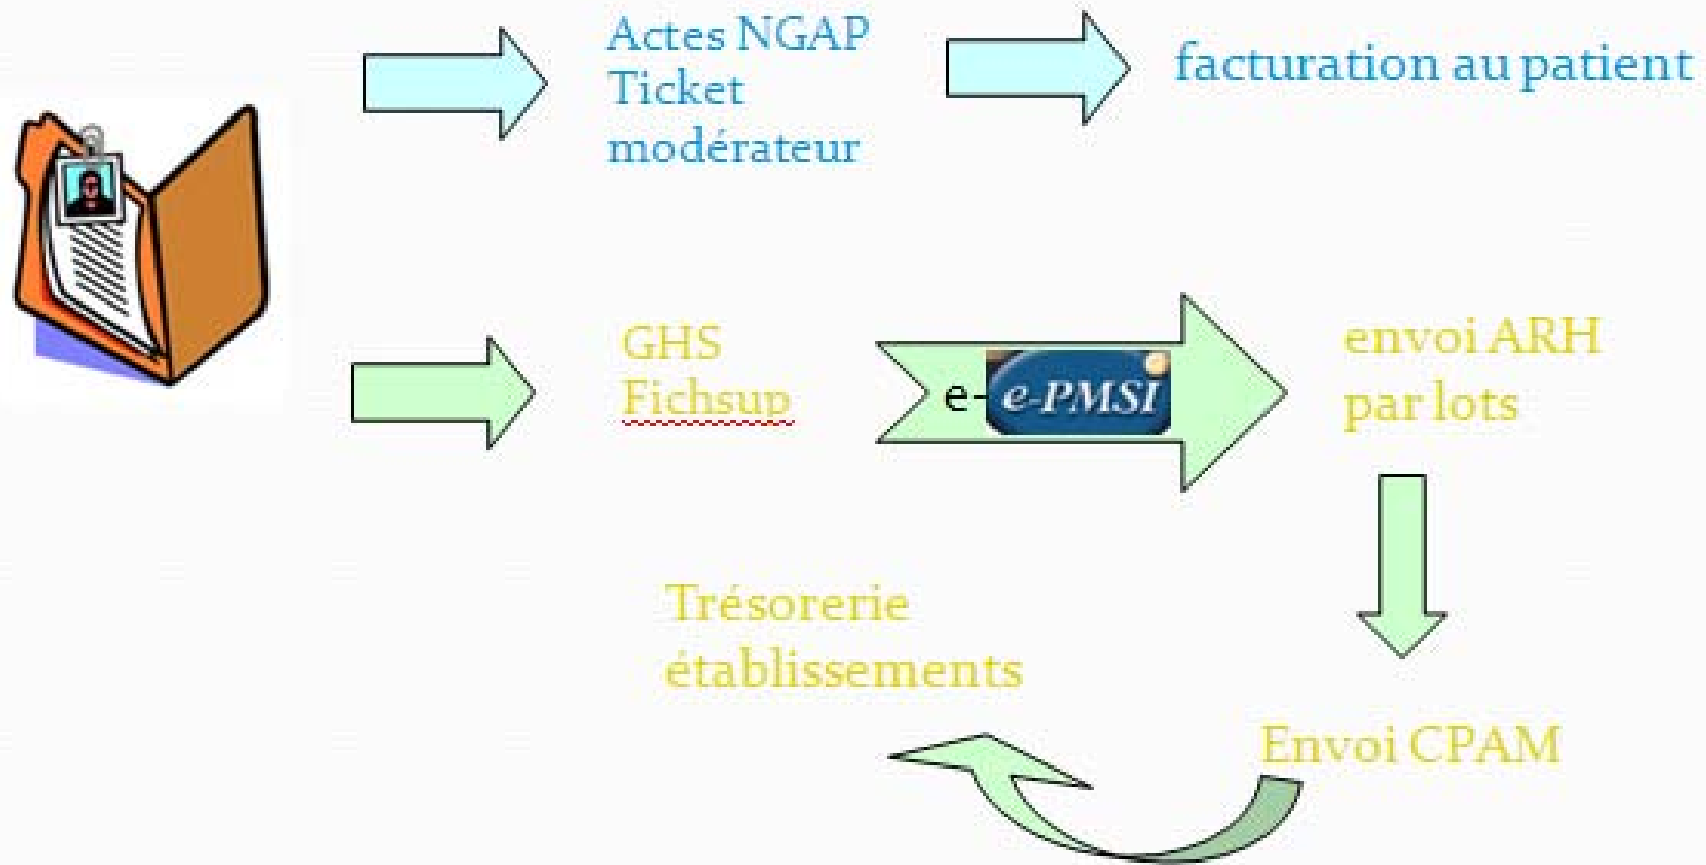 Actes NGAP
Ticket
modérateur
facturation au patient
GHS
Fichsup
e-
e-PMSI
envoi ARH
par lots
Trésorerie
établissements
Envoi CPAM